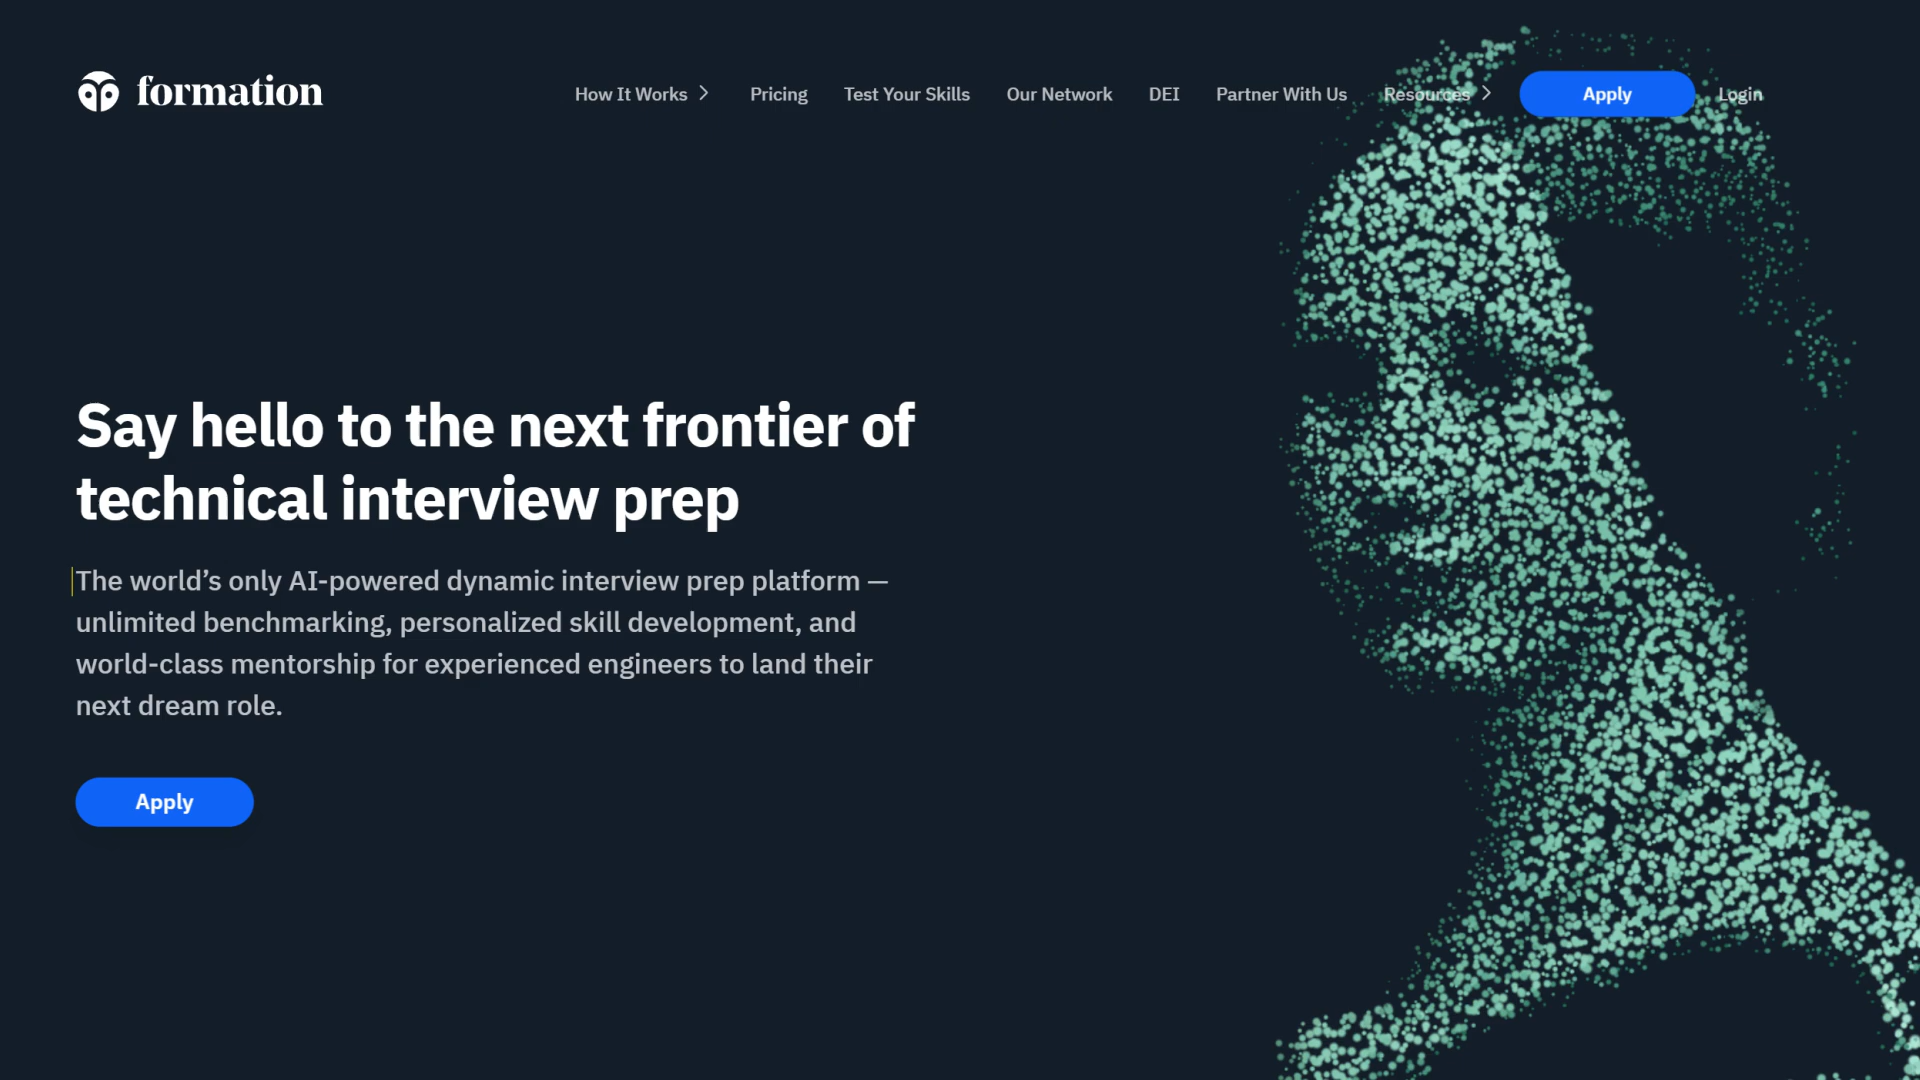 formation
How It Works
Pricing
Test Your Skills
Our Network
DEI
Partner With Us
Resources
Apply
Login
Say hello to the next frontier of
technical interview prep
The world’s only AI-powered dynamic interview prep platform —
unlimited benchmarking, personalized skill development, and
world-class mentorship for experienced engineers to land their
next dream role.
Apply